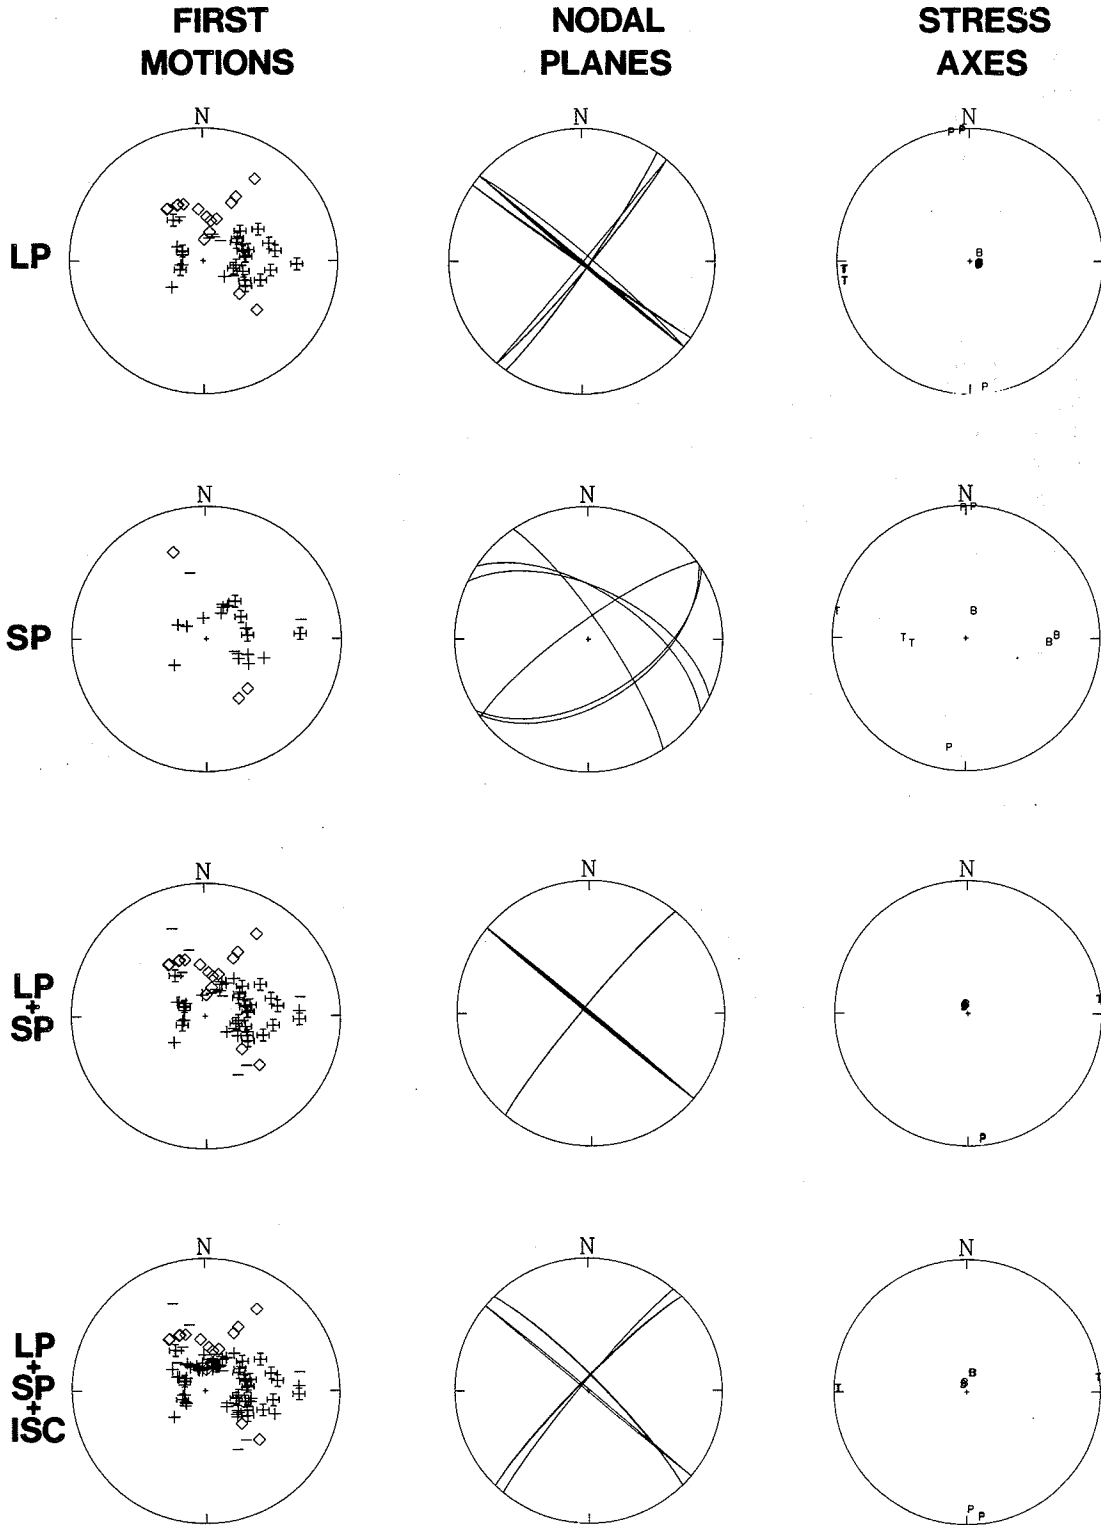 FIRST MOTIONS
NODAL PLANES
STRESS AXES
LP
N
N
N
P P
B
T
T
P
SP
N
N
N
P P
T
B
T T
B B
P
LP + SP
N
N
N
T
P
LP + SP + ISC
N
N
N
B
T
T
P P